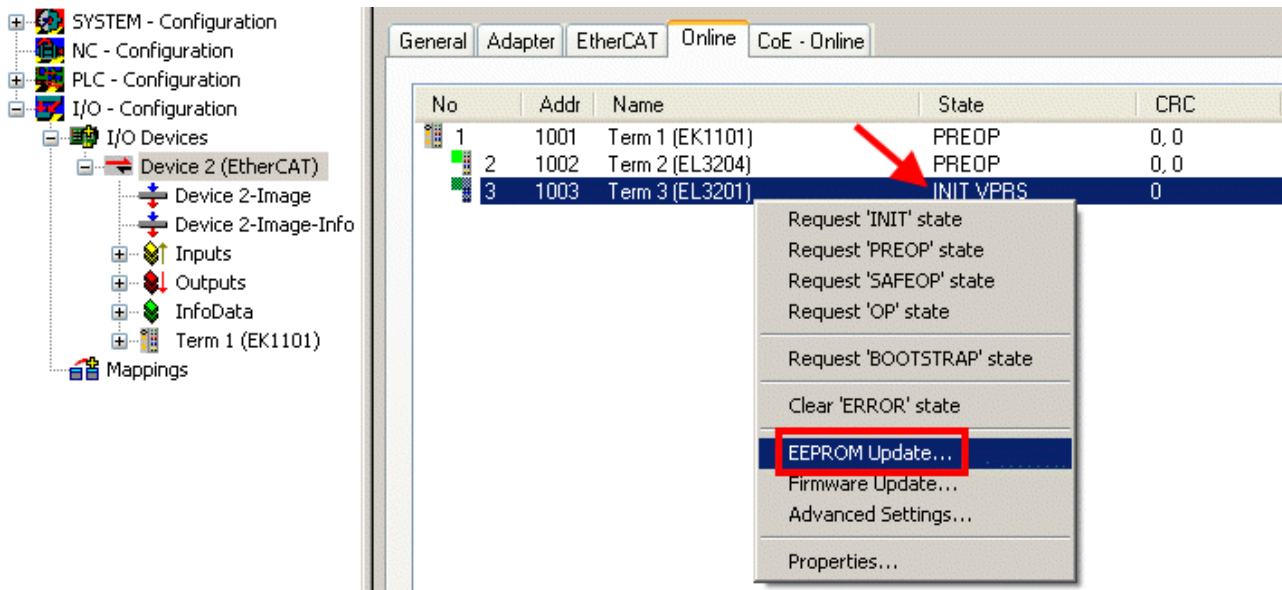 SYSTEM - Configuration
NC - Configuration
PLC - Configuration
I/O - Configuration
I/O Devices
Device 2 (EtherCAT)
Device 2-Image
Device 2-Image-Info
Inputs
Outputs
InfoData
Term 1 (EK1101)
Mappings
General Adapter EtherCAT Online CoE - Online
No Addr Name State CRC
1 1001 Term 1 (EK1101) PREOP 0, 0
2 1002 Term 2 (EL3204) PREOP 0, 0
3 1003 Term 3 (EL3201) INIT VPRS 0
Request 'INIT' state
Request 'PREOP' state
Request 'SAFEOP' state
Request 'OP' state
Request 'BOOTSTRAP' state
Clear 'ERROR' state
EEPROM Update...
Firmware Update...
Advanced Settings...
Properties...